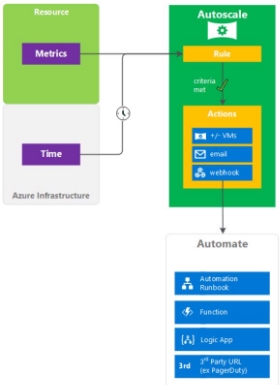 Resource
Metrics
Time
Azure Infrastructure
Autoscale
Rule
criteria
met
Actions
+/- VMs
email
webhook
Automate
Automation
Runbook
Function
Logic App
3rd
3rd Party URL
(ex PagerDuty)